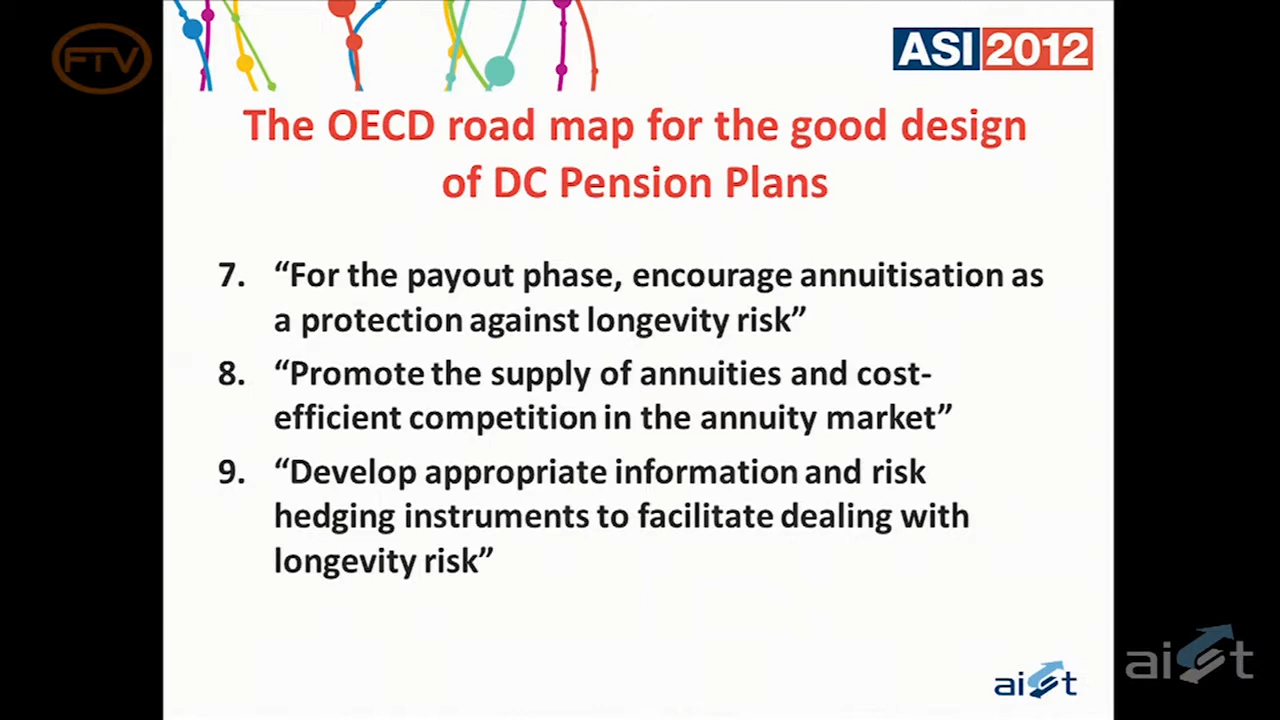 FTV
ASI 2012
The OECD road map for the good design
of DC Pension Plans
7. “For the payout phase, encourage annuitisation as
a protection against longevity risk”
8. “Promote the supply of annuities and cost-
efficient competition in the annuity market”
9. “Develop appropriate information and risk
hedging instruments to facilitate dealing with
longevity risk”
aist
aist